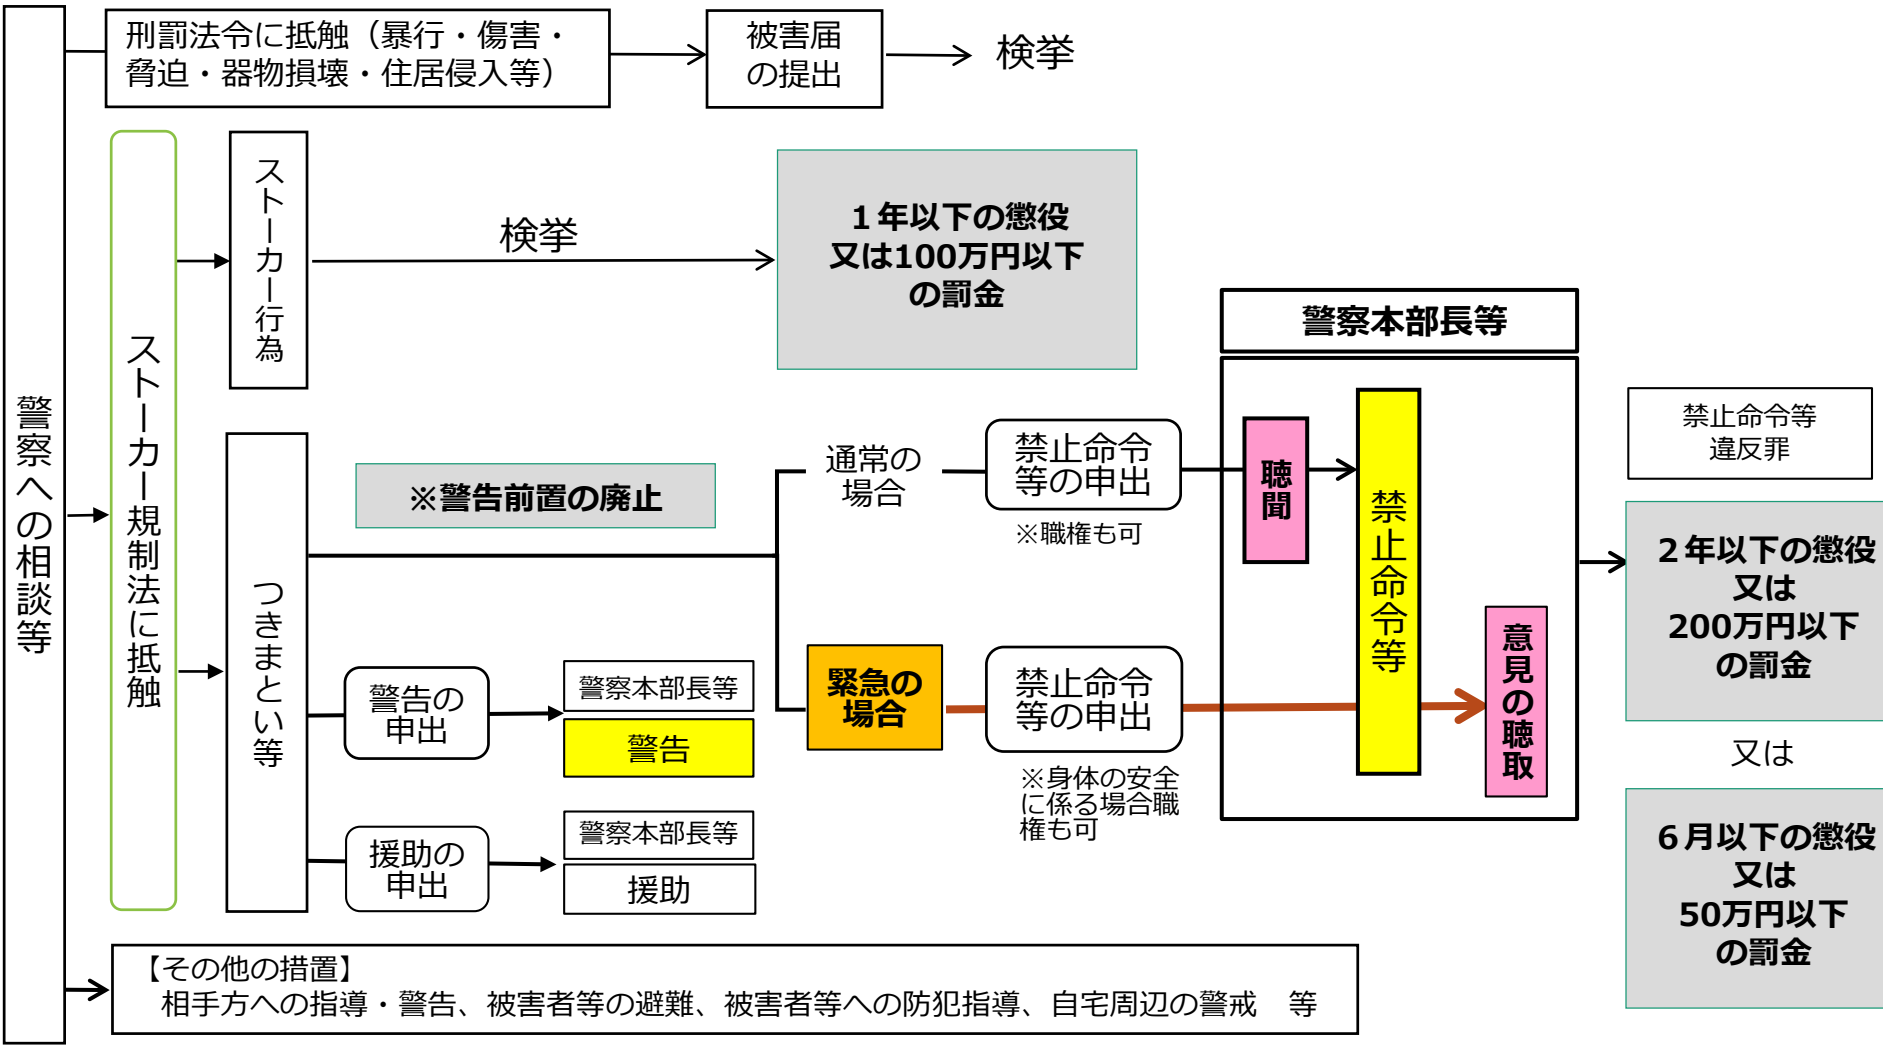 警察への相談等
刑罰法令に抵触（暴行・傷害・
脅迫・器物損壊・住居侵入等）
被害届
の提出
検挙
ストーカー規制法に抵触
ストーカー行為
検挙
１年以下の懲役
又は100万円以下
の罰金
つきまとい等
※警告前置の廃止
通常の
場合
禁止命令
等の申出
※職権も可
緊急の
場合
禁止命令
等の申出
※身体の安全
に係る場合職
権も可
警察本部長等
聴聞
禁止命令等
意見の聴取
禁止命令等
違反罪
２年以下の懲役
又は
200万円以下
の罰金
又は
６月以下の懲役
又は
50万円以下
の罰金
警告の
申出
警察本部長等
警告
援助の
申出
警察本部長等
援助
【その他の措置】
相手方への指導・警告、被害者等の避難、被害者等への防犯指導、自宅周辺の警戒　等